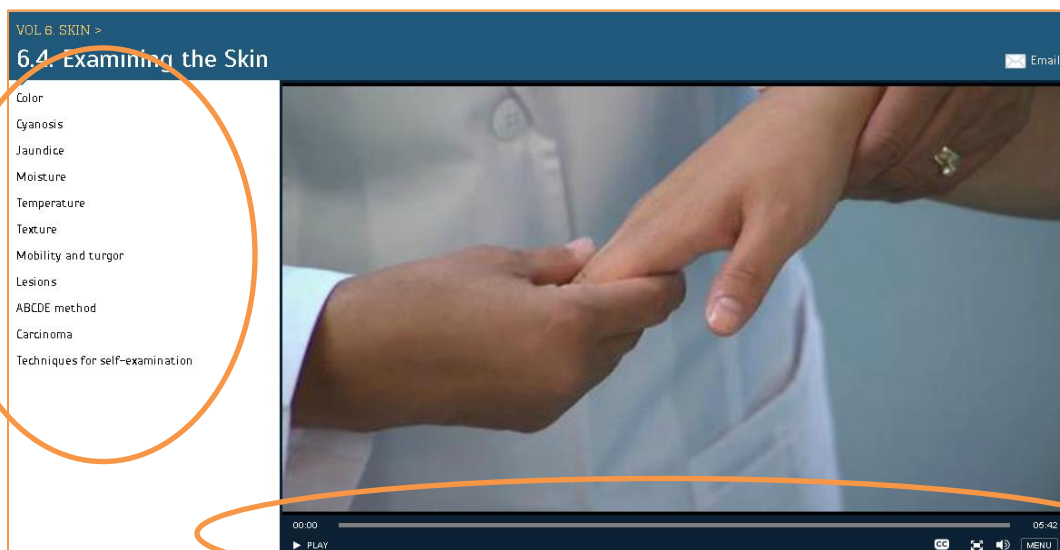 VOL 6. SKIN >
6.4. Examining the Skin
Email
Color
Cyanosis
Jaundice
Moisture
Temperature
Texture
Mobility and turgor
Lesions
ABCDE method
Carcinoma
Techniques for self-examination
00:00 05:42
PLAY CC MENU